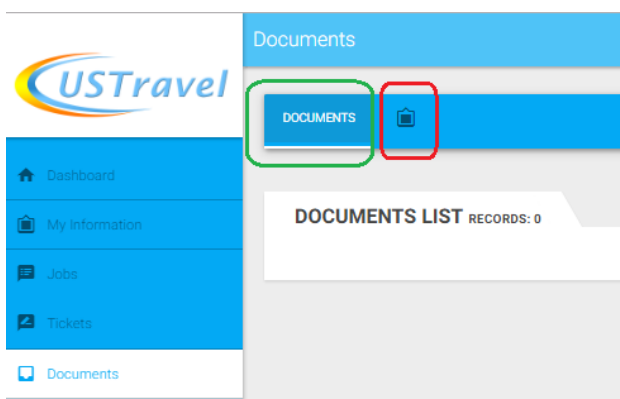 USTravel
Documents
DOCUMENTS
Dashboard
My Information
Jobs
Tickets
Documents
DOCUMENTS LIST RECORDS: 0